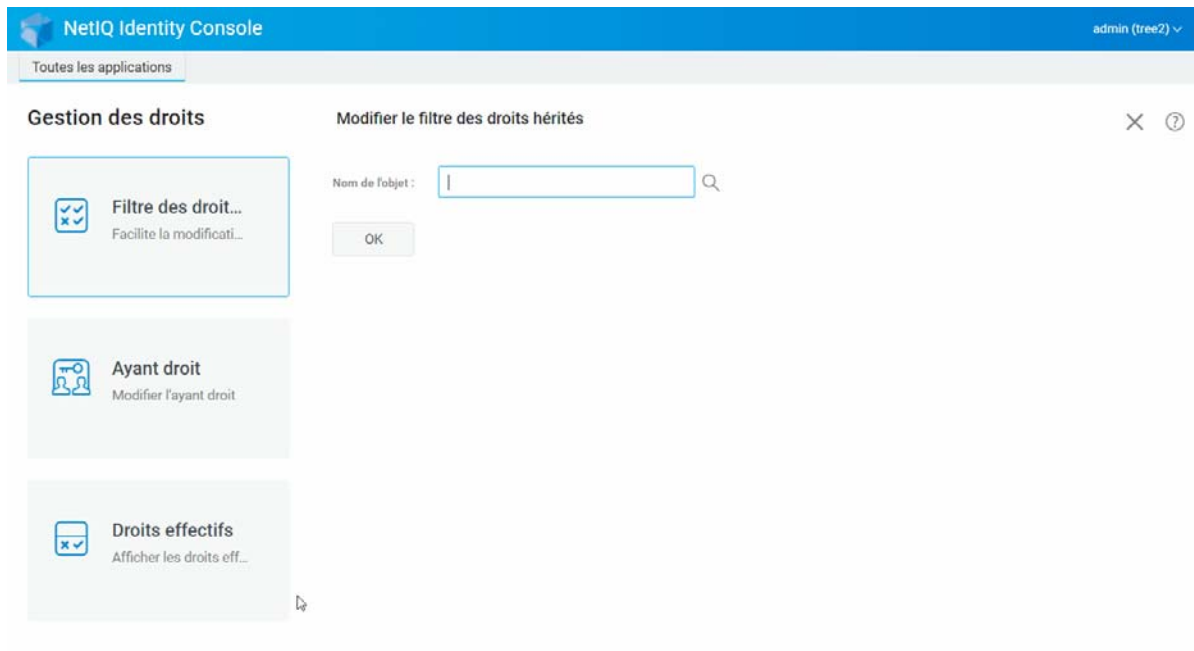 NetIQ Identity Console
admin (tree2)
Toutes les applications
Gestion des droits
Modifier le filtre des droits hérités
Nom de l'objet :
OK
Filtre des droit...
Facilite la modificati...
Ayant droit
Modifier l'ayant droit
Droits effectifs
Afficher les droits eff...